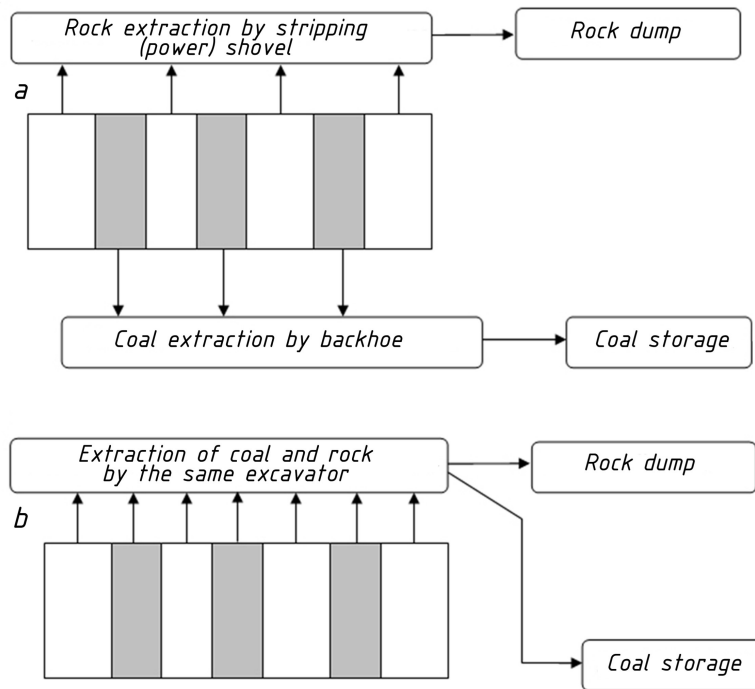 Rock extraction by stripping
(power) shovel
Rock dump
a
Coal extraction by backhoe
Coal storage
Extraction of coal and rock
by the same excavator
Rock dump
b
Coal storage